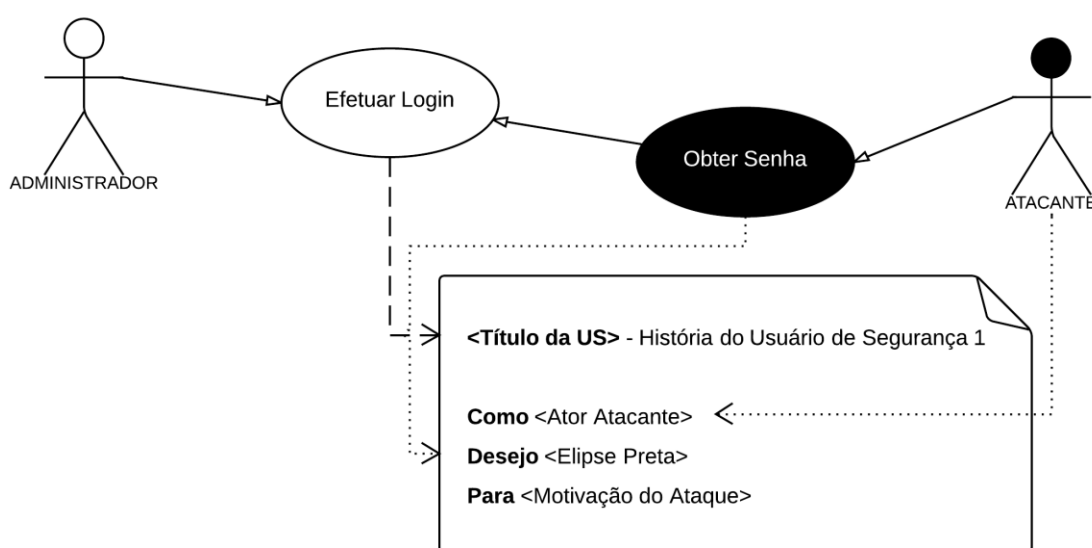 Efetuar Login
Obter Senha
ADMINISTRADOR
ATACANTE
<Título da US> - História do Usuário de Segurança 1
Como <Ator Atacante>
Desejo <Elipse Preta>
Para <Motivação do Ataque>